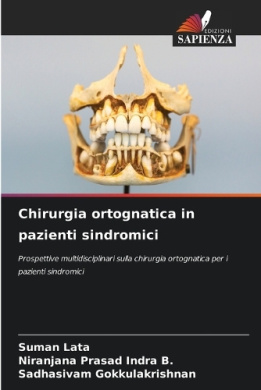 EDIZIONI
SAPIENZA
Chirurgia ortognatica in
pazienti sindromici
Prospettive multidisciplinari sulla chirurgia ortognatica per i
pazienti sindromici
Suman Lata
Niranjana Prasad Indra B.
Sadhasivam Gokkulakrishnan